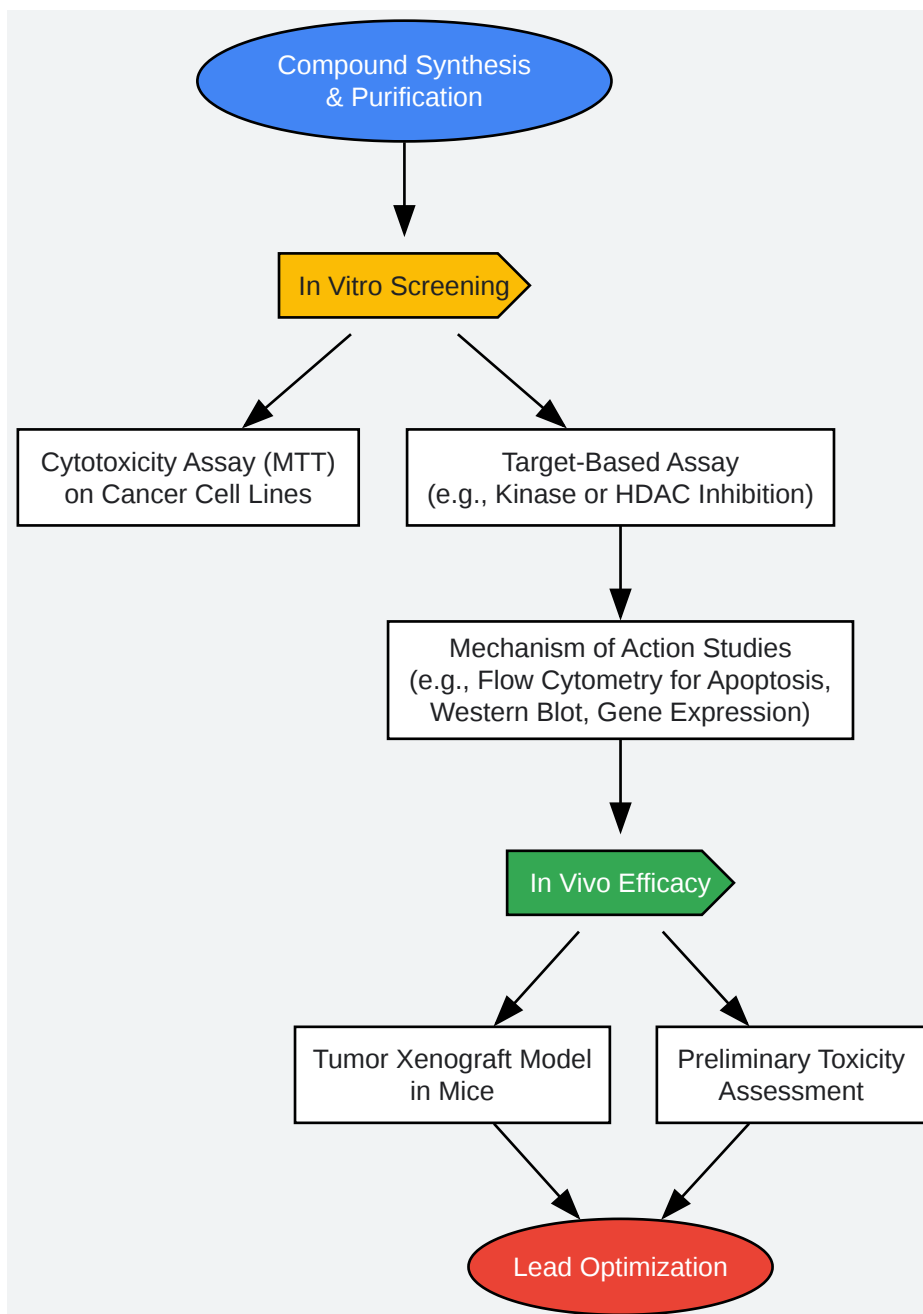 Compound Synthesis
& Purification
In Vitro Screening
Cytotoxicity Assay (MTT)
on Cancer Cell Lines
Target-Based Assay
(e.g., Kinase or HDAC Inhibition)
Mechanism of Action Studies
(e.g., Flow Cytometry for Apoptosis,
Western Blot, Gene Expression)
In Vivo Efficacy
Tumor Xenograft Model
in Mice
Preliminary Toxicity
Assessment
Lead Optimization